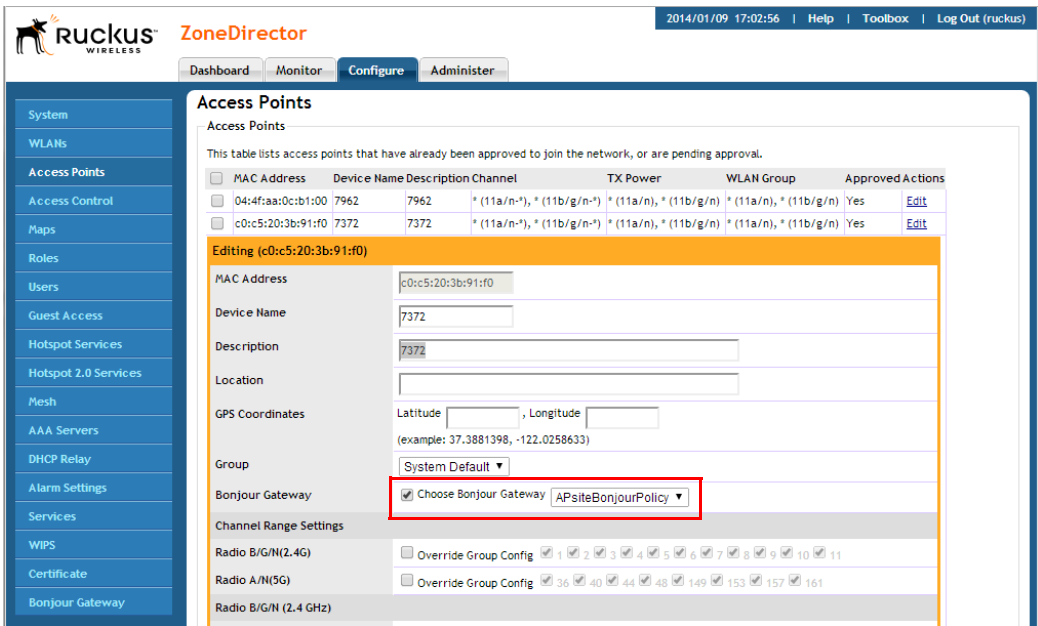 2014/01/09 17:02:56 | Help | Toolbox | Log Out (ruckus)
RUCKUS
WIRELESS
ZoneDirector
Dashboard Monitor Configure Administer
System
WLANs
Access Points
Access Control
Maps
Roles
Users
Guest Access
Hotspot Services
Hotspot 2.0 Services
Mesh
AAA Servers
DHCP Relay
Alarm Settings
Services
WIPS
Certificate
Bonjour Gateway
Access Points
Access Points
This table lists access points that have already been approved to join the network, or are pending approval.
MAC Address Device Name Description Channel TX Power WLAN Group Approved Actions
04:4f:aa:0c:b1:00 7962 7962 * (11a/n-*), * (11b/g/n-*) * (11a/n), * (11b/g/n) * (11a/n), * (11b/g/n) Yes Edit
c0:c5:20:3b:91:f0 7372 7372 * (11a/n-*), * (11b/g/n-*) * (11a/n), * (11b/g/n) * (11a/n), * (11b/g/n) Yes Edit
Editing (c0:c5:20:3b:91:f0)
MAC Address c0:c5:20:3b:91:f0
Device Name 7372
Description 7372
Location
GPS Coordinates Latitude , Longitude
(example: 37.3881398, -122.0258633)
Group System Default
Bonjour Gateway Choose Bonjour Gateway APsiteBonjourPolicy
Channel Range Settings
Radio B/G/N(2.4G) Override Group Config 1 2 3 4 5 6 7 8 9 10 11
Radio A/N(5G) Override Group Config 36 40 44 48 149 153 157 161
Radio B/G/N (2.4 GHz)